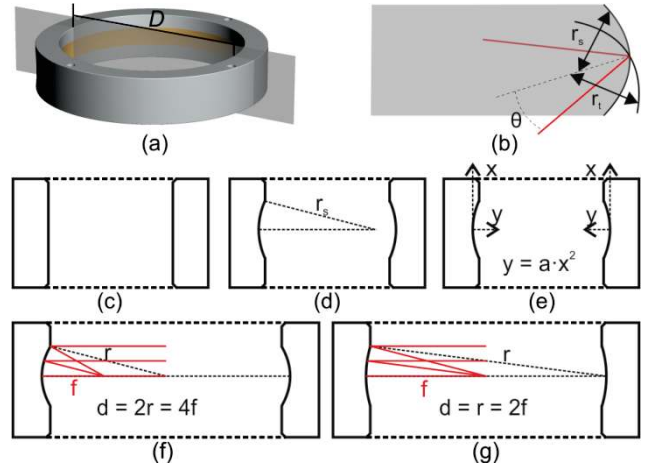 D
(a)
r_s
r_t
θ
(b)
(c)
r_s
(d)
x x
y y
y = a·x²
(e)
r
f
d = 2r = 4f
(f)
r
f
d = r = 2f
(g)